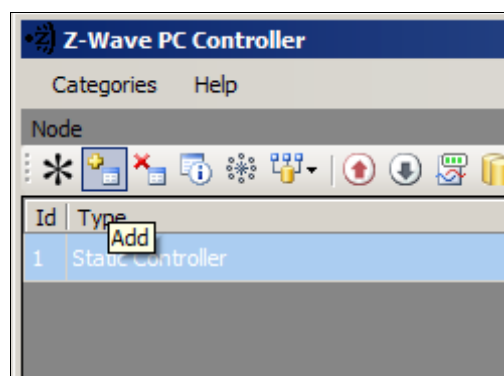 Z-Wave PC Controller
Categories Help
Node
Id Type
Add
1 Static Controller